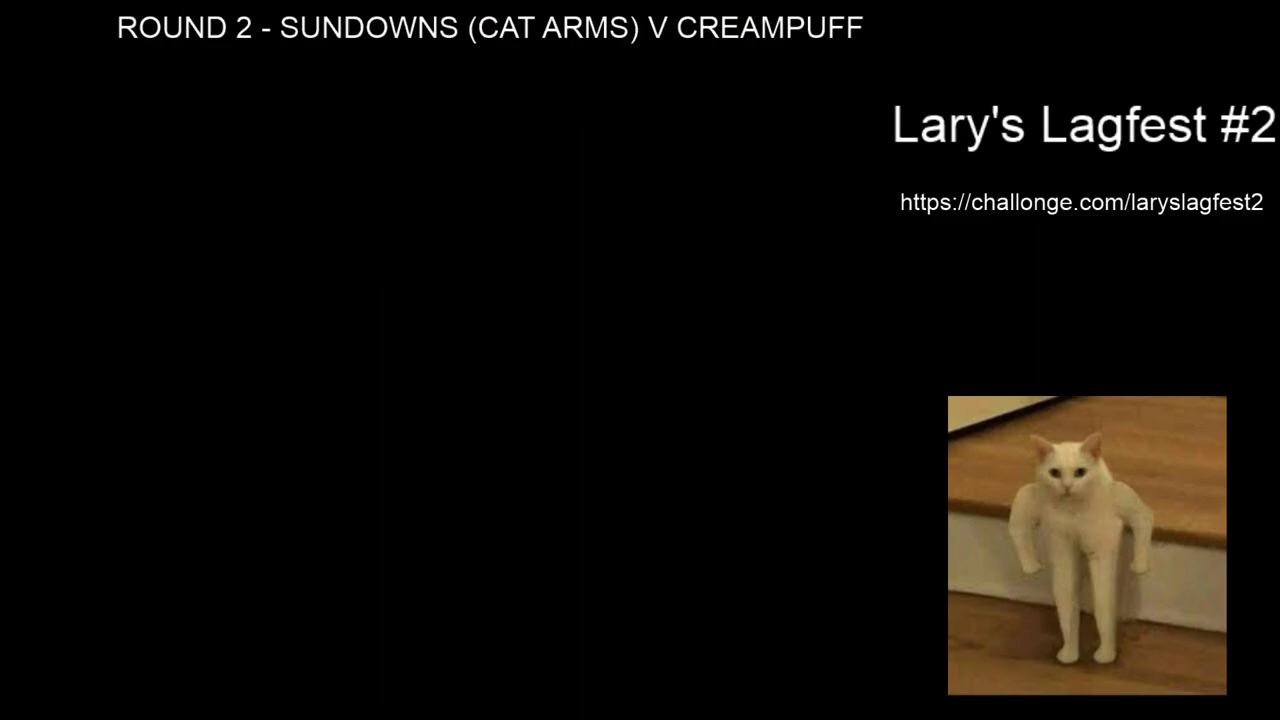 ROUND 2 - SUNDOWNS (CAT ARMS) V CREAMPUFF
Lary's Lagfest #2
https://challonge.com/laryslagfest2